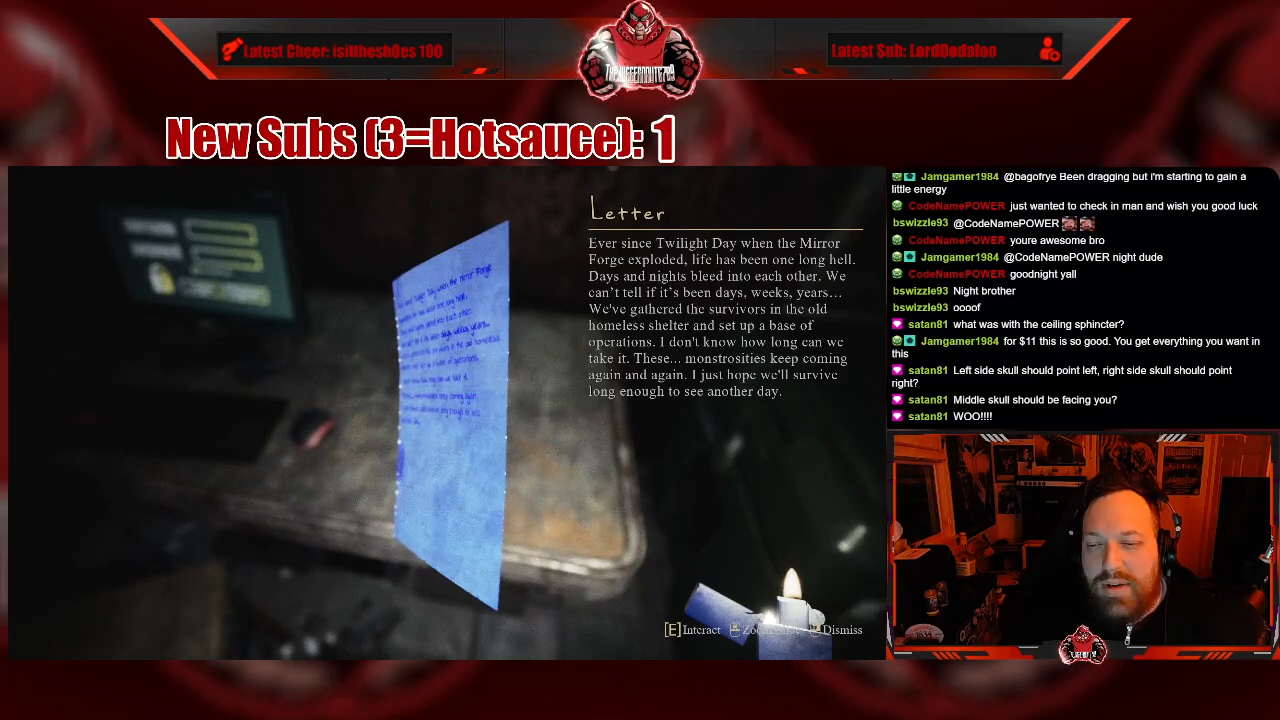 Latest Cheer: isitthesh0es 100
THEJUGGERNAUT789
Latest Sub: LordOodaloo
New Subs (3=Hotsauce): 1
Letter
Ever since Twilight Day when the Mirror
Forge exploded, life has been one long hell.
Days and nights bleed into each other. We
can't tell if it's been days, weeks, years...
We've gathered the survivors in the old
homeless shelter and set up a base of
operations. I don't know how long can we
take it. These... monstrosities keep coming
again and again. I just hope we'll survive
long enough to see another day.
[E]Interact
Dismiss
Jamgamer1984 @bagofrye Been dragging but i'm starting to gain a
little energy
CodeNamePOWER just wanted to check in man and wish you good luck
bswizzle93 @CodeNamePOWER
CodeNamePOWER youre awesome bro
Jamgamer1984 @CodeNamePOWER night dude
CodeNamePOWER goodnight yall
bswizzle93 Night brother
bswizzle93 oooof
satan81 what was with the ceiling sphincter?
Jamgamer1984 for $11 this is so good. You get everything you want in
this
satan81 Left side skull should point left, right side skull should point
right?
satan81 Middle skull should be facing you?
satan81 WOO!!!!